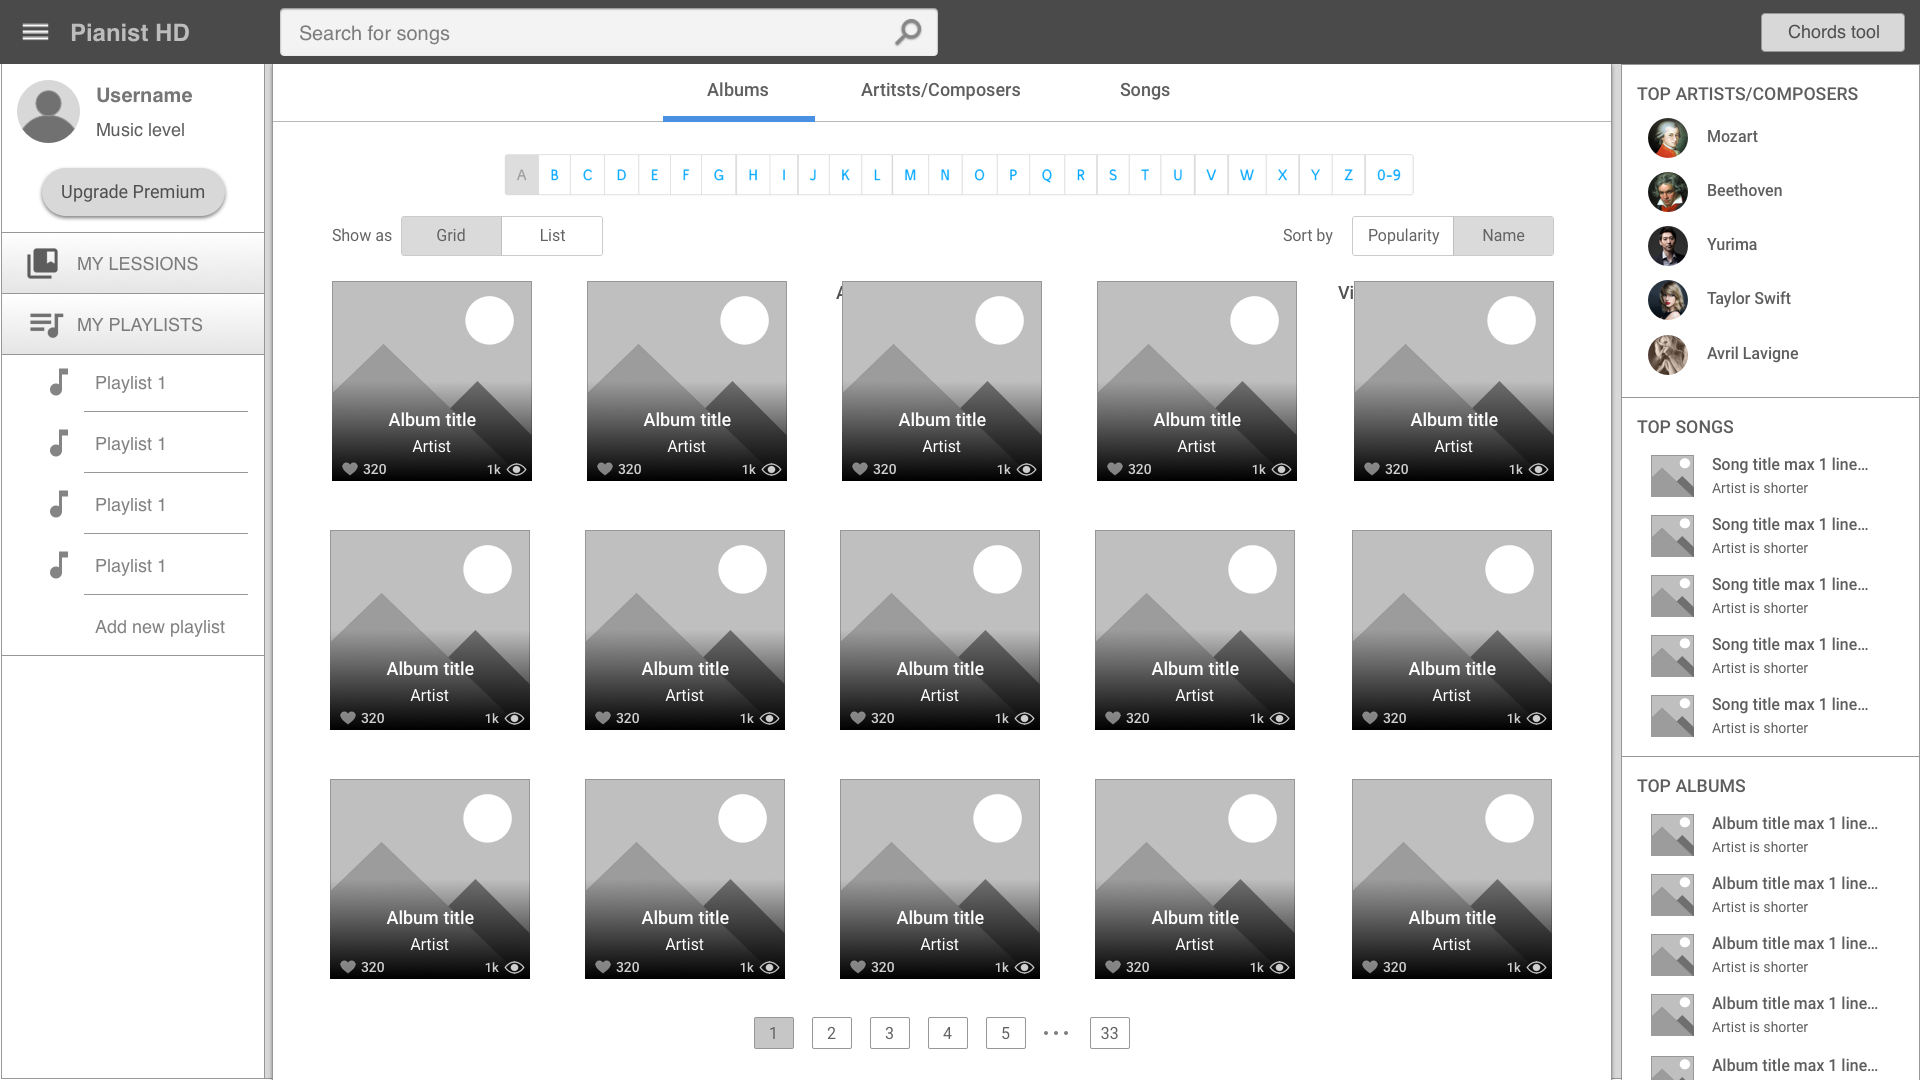 Pianist HD
Search for songs
Chords tool
Username
Music level
Upgrade Premium
MY LESSIONS
MY PLAYLISTS
Playlist 1
Playlist 1
Playlist 1
Playlist 1
Add new playlist
Albums Artitsts/Composers Songs
A B C D E F G H I J K L M N O P Q R S T U V W X Y Z 0-9
Show as Grid List Sort by Popularity Name
Album title Album title Album title Album title Album title
Artist Artist Artist Artist Artist
320 1k 320 1k 320 1k 320 1k 320 1k
Album title Album title Album title Album title Album title
Artist Artist Artist Artist Artist
320 1k 320 1k 320 1k 320 1k 320 1k
Album title Album title Album title Album title Album title
Artist Artist Artist Artist Artist
320 1k 320 1k 320 1k 320 1k 320 1k
1 2 3 4 5 ... 33
TOP ARTISTS/COMPOSERS
Mozart
Beethoven
Yurima
Taylor Swift
Avril Lavigne
TOP SONGS
Song title max 1 line...
Artist is shorter
Song title max 1 line...
Artist is shorter
Song title max 1 line...
Artist is shorter
Song title max 1 line...
Artist is shorter
Song title max 1 line...
Artist is shorter
TOP ALBUMS
Album title max 1 line...
Artist is shorter
Album title max 1 line...
Artist is shorter
Album title max 1 line...
Artist is shorter
Album title max 1 line...
Artist is shorter
Album title max 1 line...